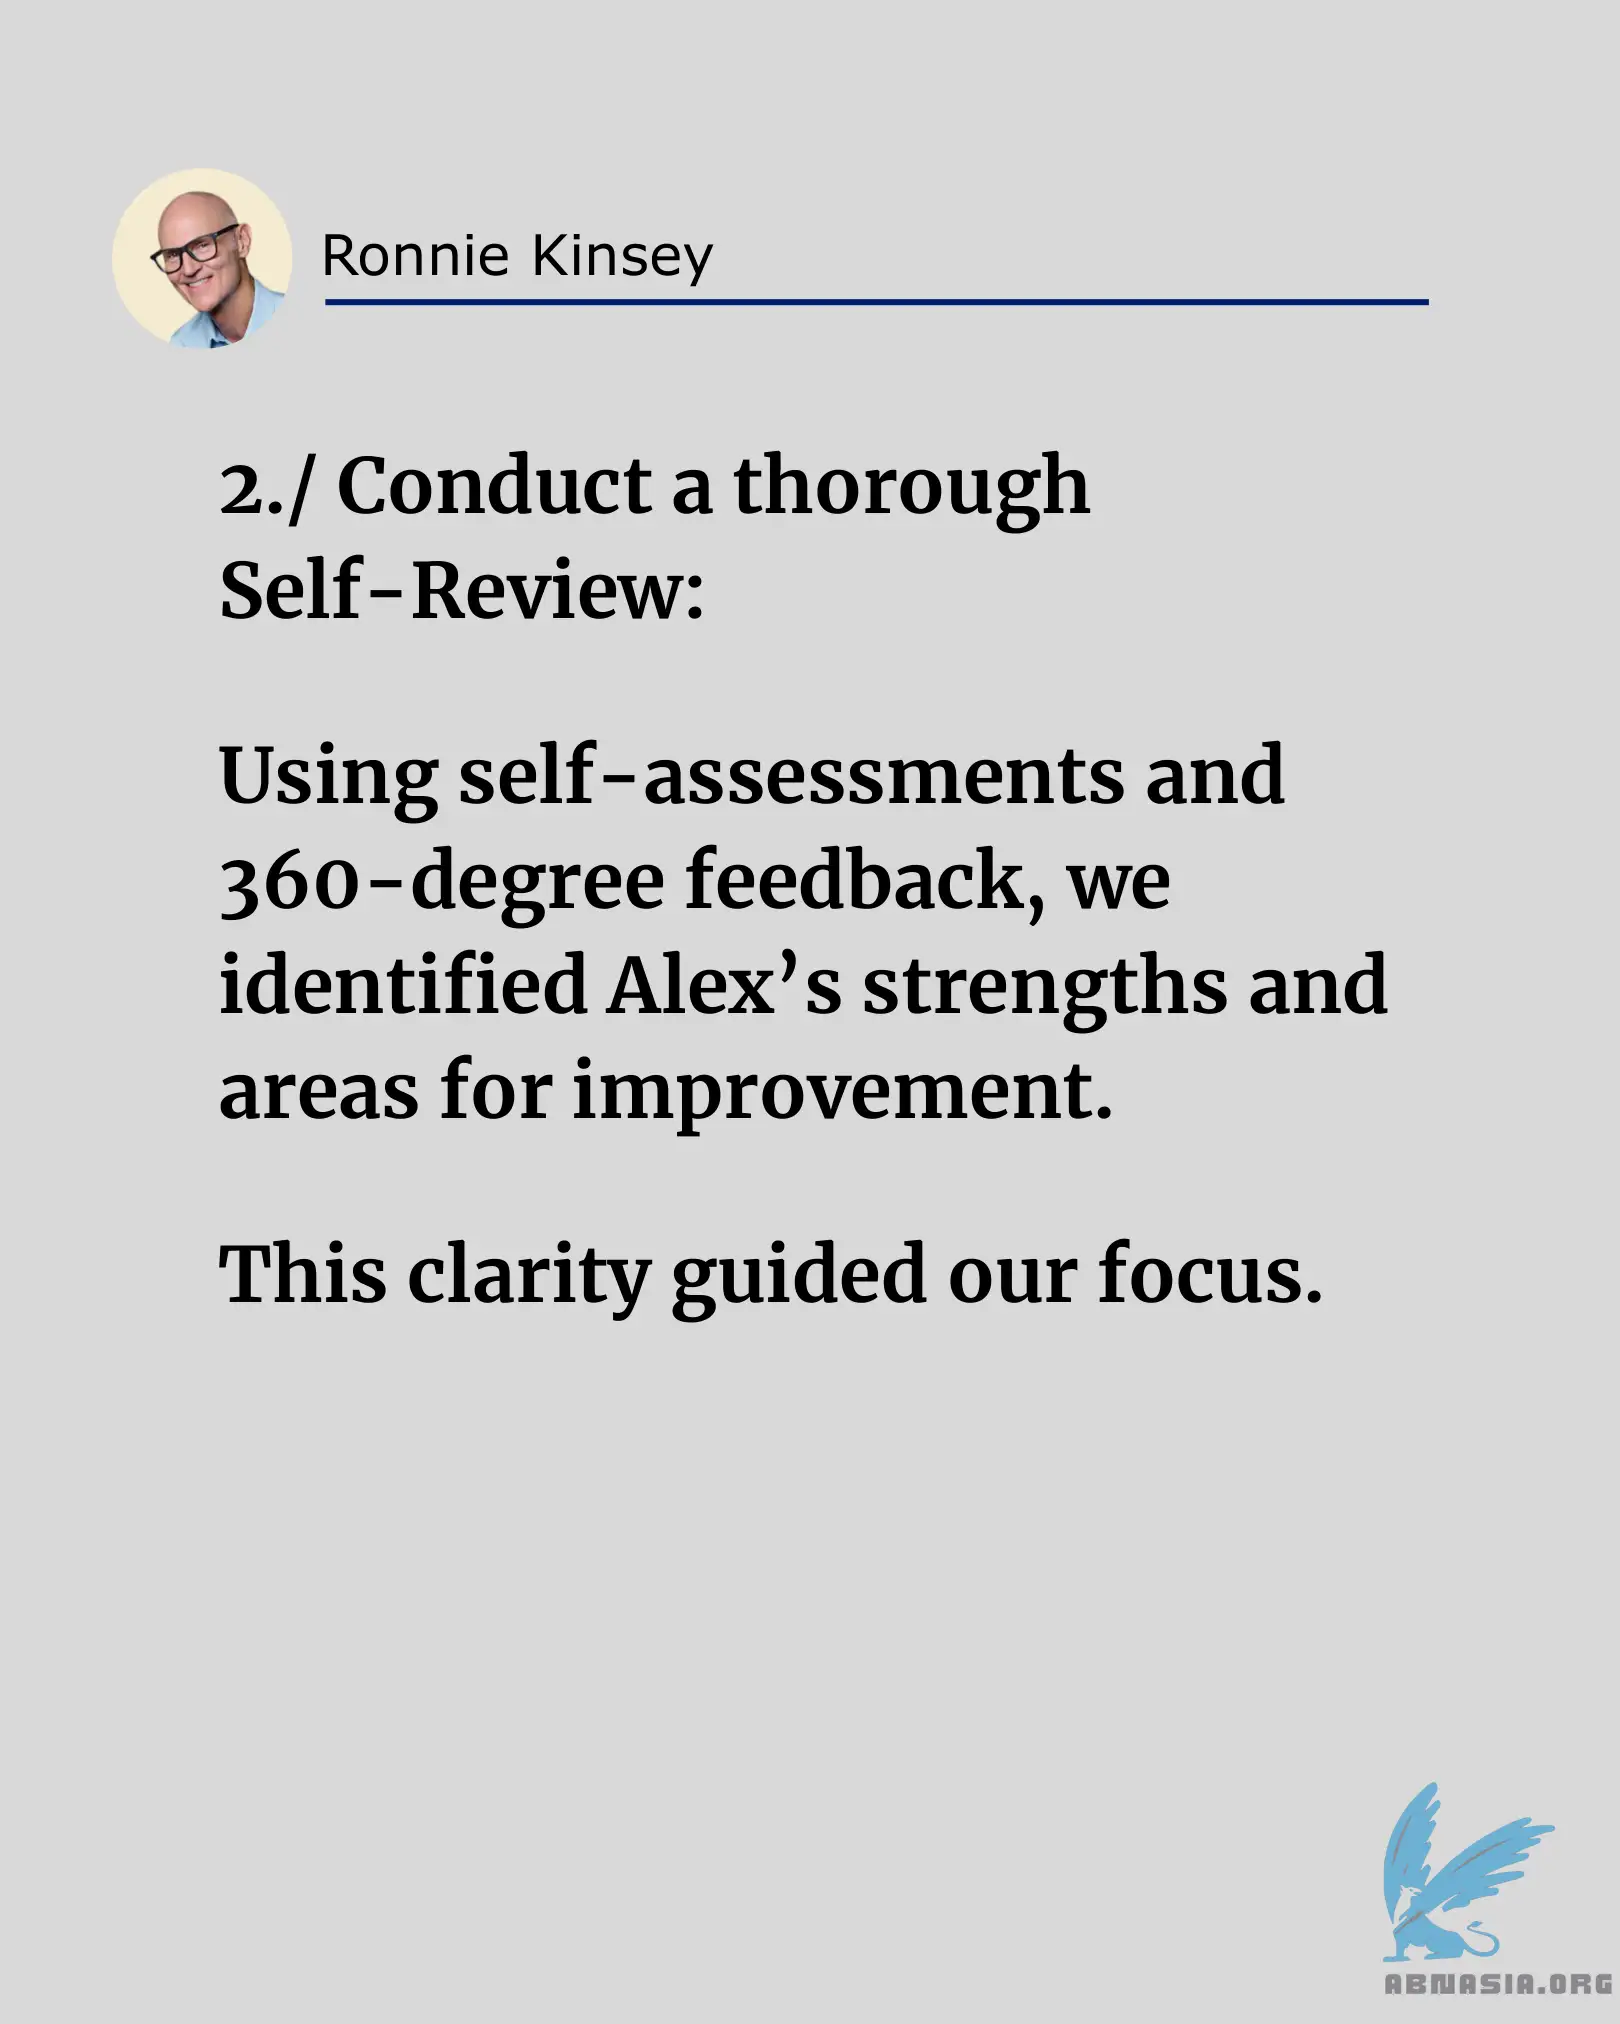 Ronnie Kinsey
2./ Conduct a thorough
Self-Review:
Using self-assessments and
360-degree feedback, we
identified Alex’s strengths and
areas for improvement.
This clarity guided our focus.
ABNASIA.ORG